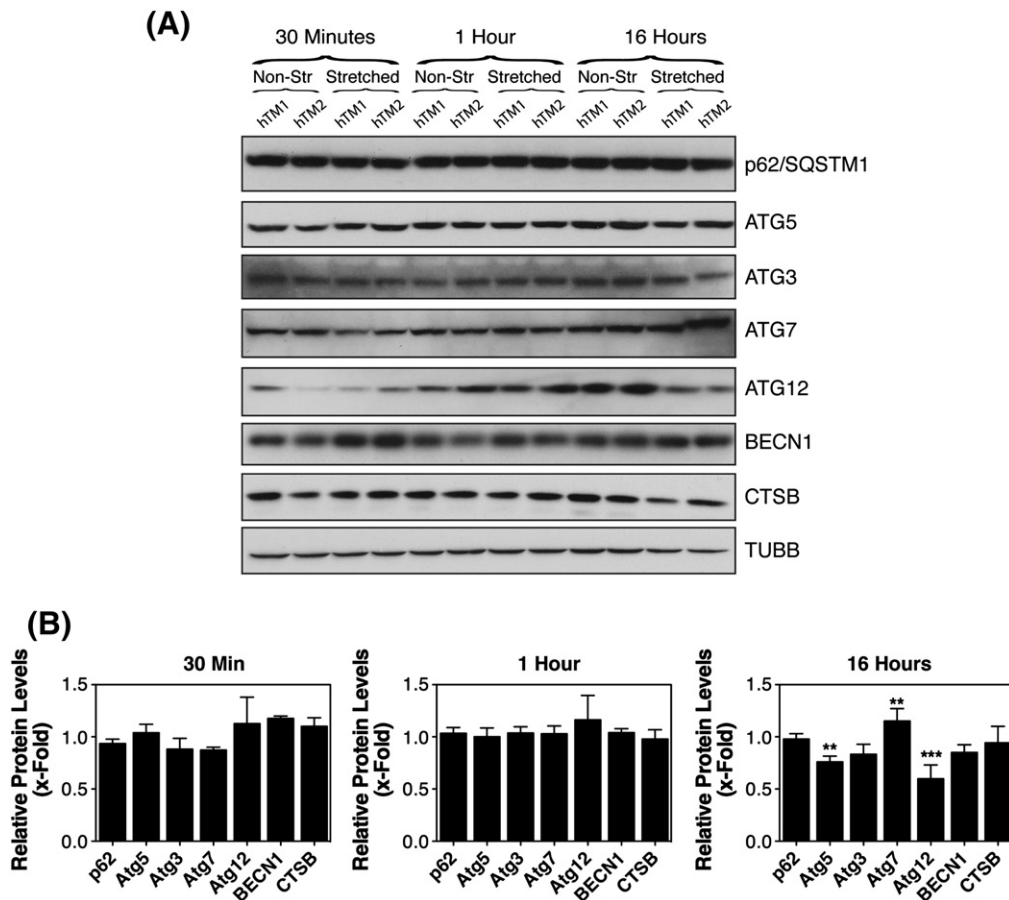 (A)
30 Minutes 1 Hour 16 Hours
Non-Str Stretched Non-Str Stretched Non-Str Stretched
hTM1 hTM2 hTM1 hTM2 hTM1 hTM2 hTM1 hTM2 hTM1 hTM2 hTM1 hTM2
p62/SQSTM1
ATG5
ATG3
ATG7
ATG12
BECN1
CTSB
TUBB
(B)
30 Min
Relative Protein Levels
(x-Fold)
1.5
1.0
0.5
0.0
p62 Atg5 Atg3 Atg7 Atg12 BECN1 CTSB
1 Hour
Relative Protein Levels
(x-Fold)
1.5
1.0
0.5
0.0
p62 Atg5 Atg3 Atg7 Atg12 BECN1 CTSB
16 Hours
Relative Protein Levels
(x-Fold)
1.5
1.0
0.5
0.0
** ** ***
p62 Atg5 Atg3 Atg7 Atg12 BECN1 CTSB